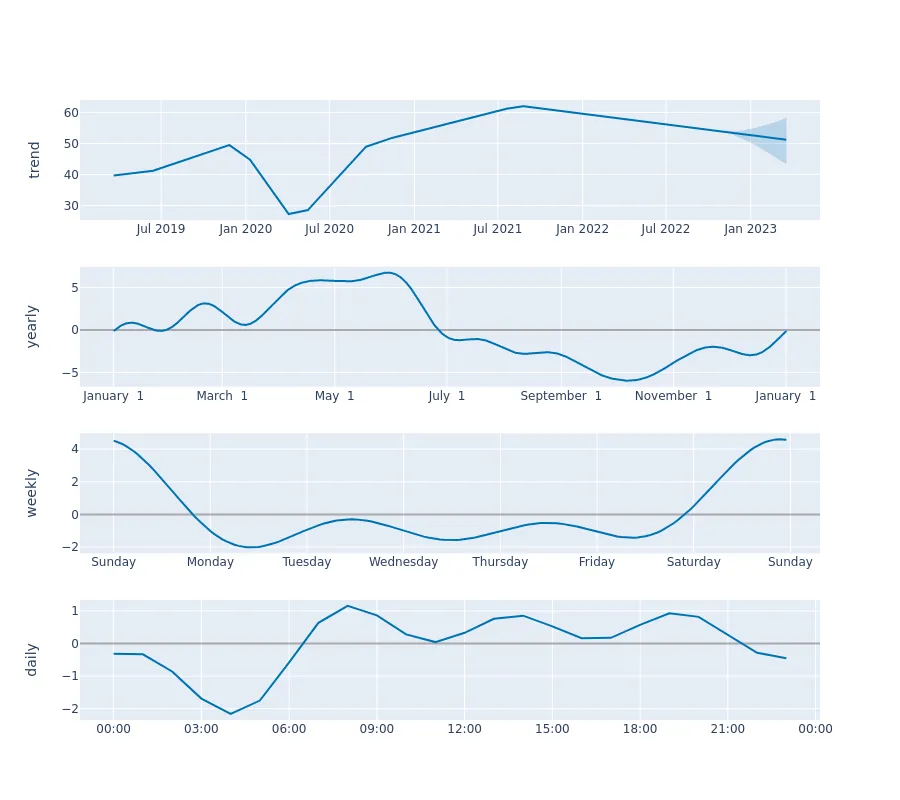 trend
60
50
40
30
Jul 2019 Jan 2020 Jul 2020 Jan 2021 Jul 2021 Jan 2022 Jul 2022 Jan 2023
yearly
5
0
−5
January 1 March 1 May 1 July 1 September 1 November 1 January 1
weekly
4
2
0
−2
Sunday Monday Tuesday Wednesday Thursday Friday Saturday Sunday
daily
1
0
−1
−2
00:00 03:00 06:00 09:00 12:00 15:00 18:00 21:00 00:00